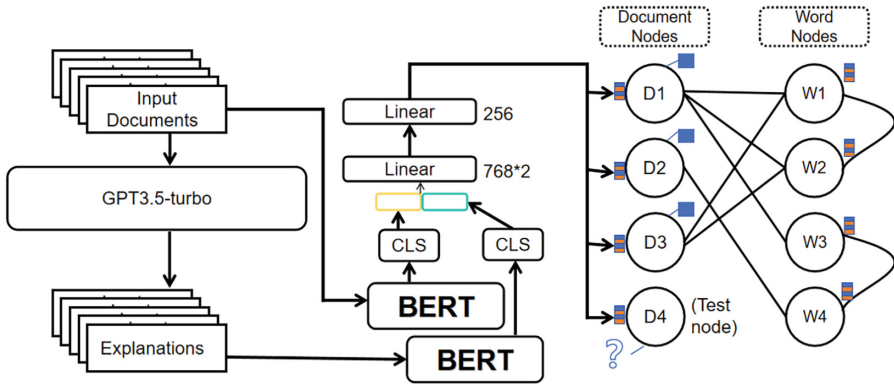 Document
Nodes
Word
Nodes
Input
Documents
Linear
256
Linear
768*2
GPT3.5-turbo
CLS
CLS
BERT
BERT
Explanations
D1
W1
D2
W2
D3
W3
D4
(Test
node)
W4
?